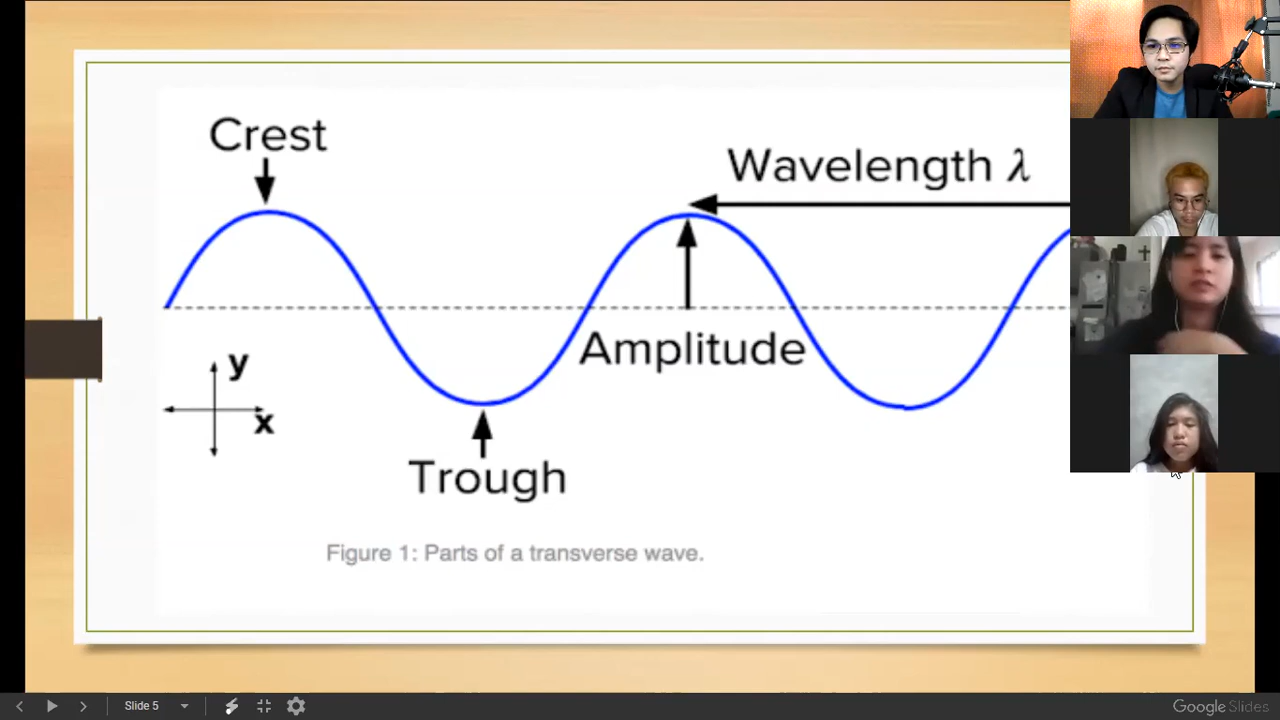 Crest
Wavelength λ
Amplitude
y
x
Trough
Figure 1: Parts of a transverse wave.
Slide 5
Google Slides